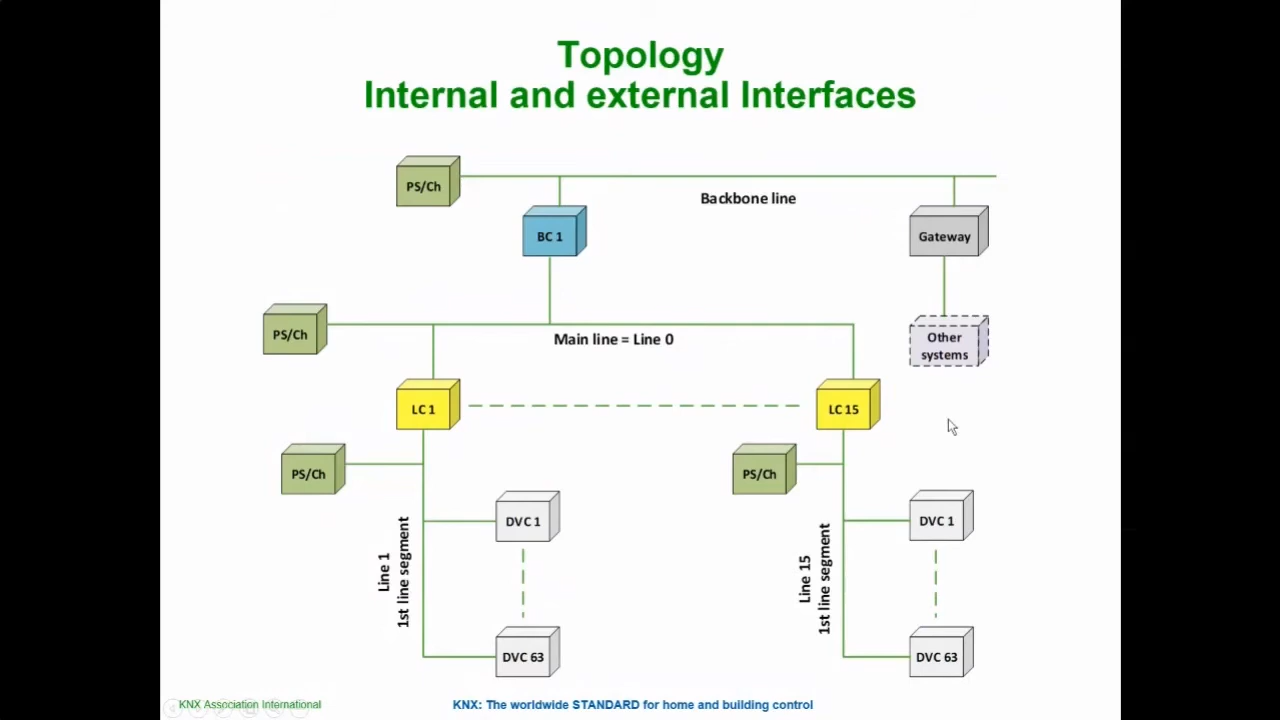 Topology
Internal and external Interfaces
PS/Ch
Backbone line
BC 1
Gateway
PS/Ch
Main line = Line 0
Other
systems
LC 1
LC 15
PS/Ch
PS/Ch
DVC 1
DVC 1
Line 1
1st line segment
Line 15
1st line segment
DVC 63
DVC 63
KNX Association International
KNX: The worldwide STANDARD for home and building control